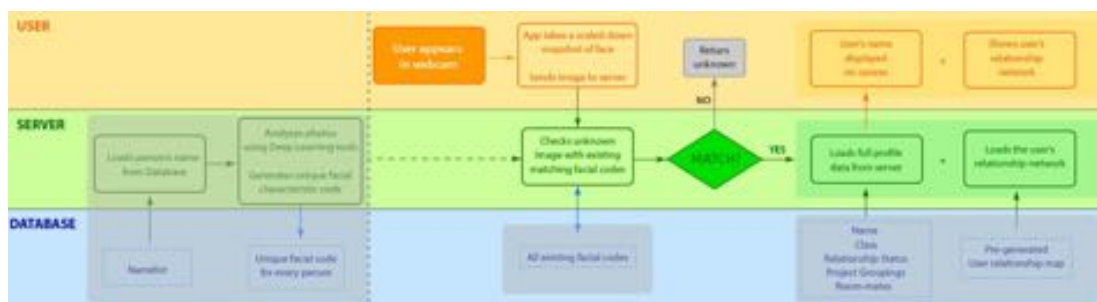 USER
User appears
in webcam
App takes a scaled down
snapshot of face
Sends image to server
Return
unknown
User's name
displayed
on screen
+
Shows user's
relationship
network
NO
SERVER
Loads person's name
from Database
Analyses photos
using Deep Learning tools
Generates unique facial
characteristic code
Checks unknown
image with existing
matching facial codes
MATCH?
YES
Loads full profile
data from server
+
Loads the user's
relationship network
DATABASE
Namelist
Unique facial code
for every person
All existing facial codes
Name
Class
Relationship Status
Project Groupings
Room-mates
Pre-generated
User relationship map